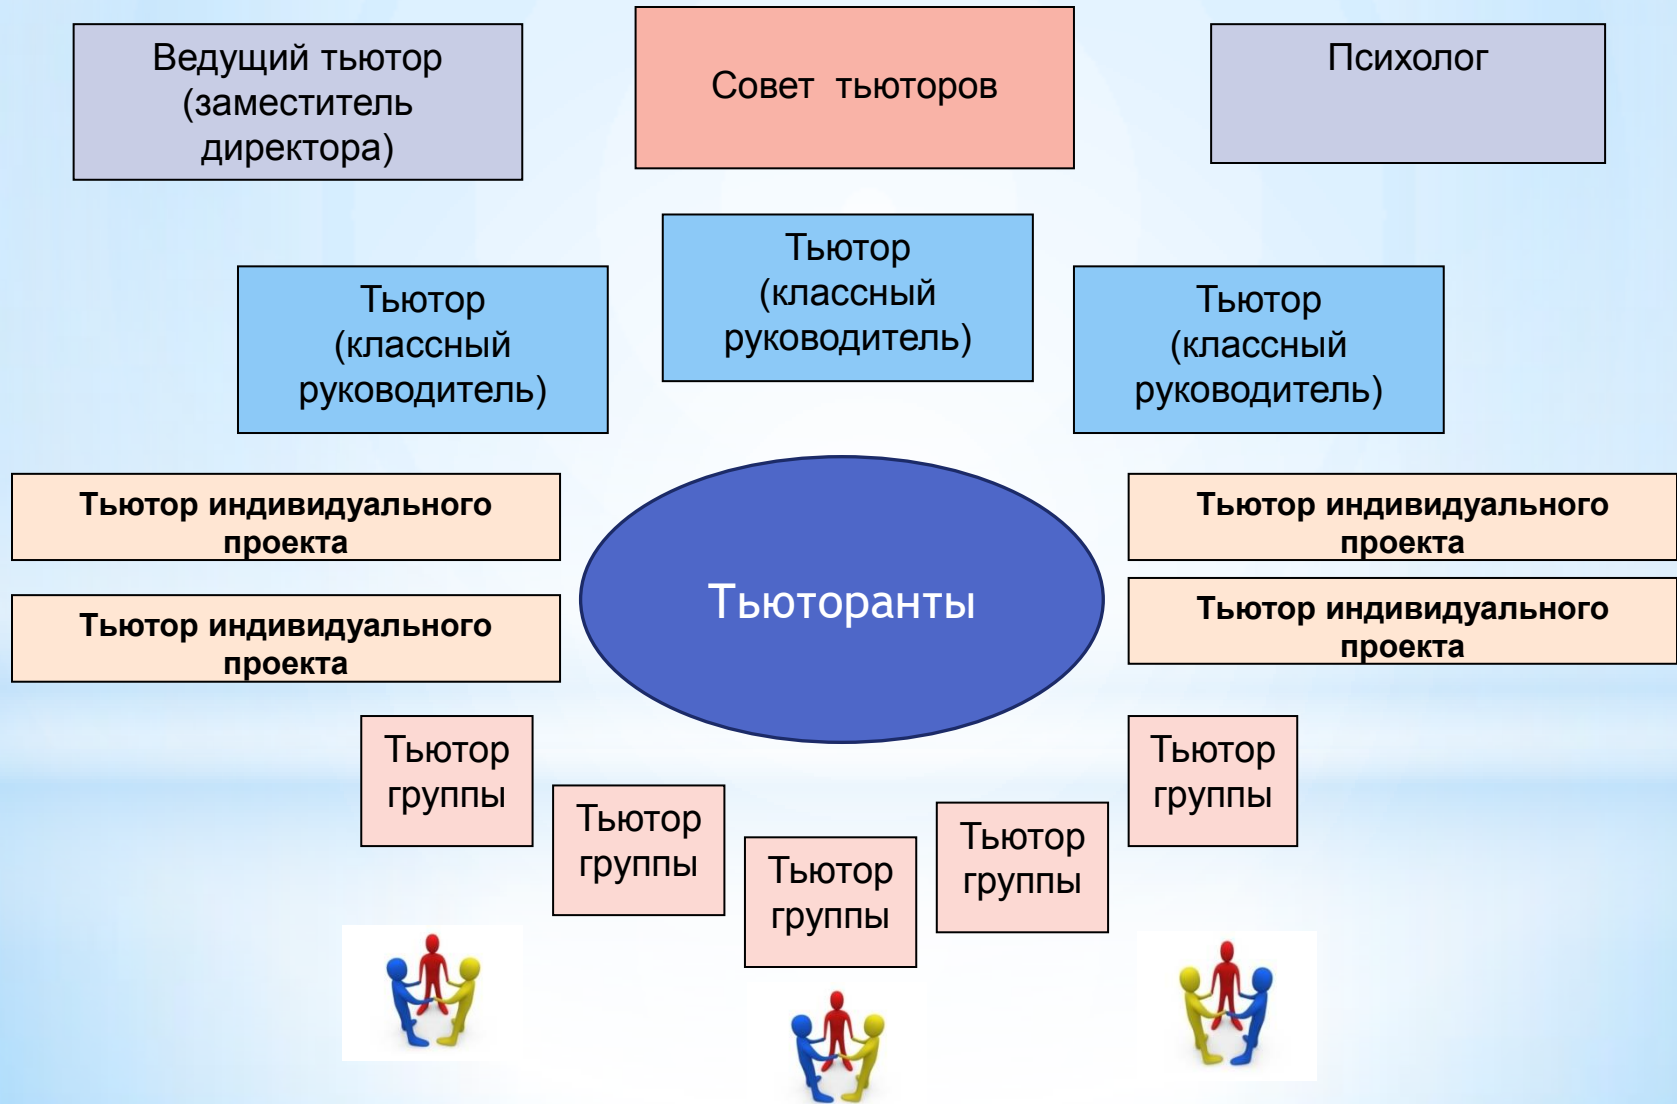 Ведущий тьютор
(заместитель
директора)
Совет тьюторов
Психолог
Тьютор
(классный
руководитель)
Тьютор
(классный
руководитель)
Тьютор
(классный
руководитель)
Тьютор индивидуального
проекта
Тьютор индивидуального
проекта
Тьюторанты
Тьютор индивидуального
проекта
Тьютор индивидуального
проекта
Тьютор
группы
Тьютор
группы
Тьютор
группы
Тьютор
группы
Тьютор
группы